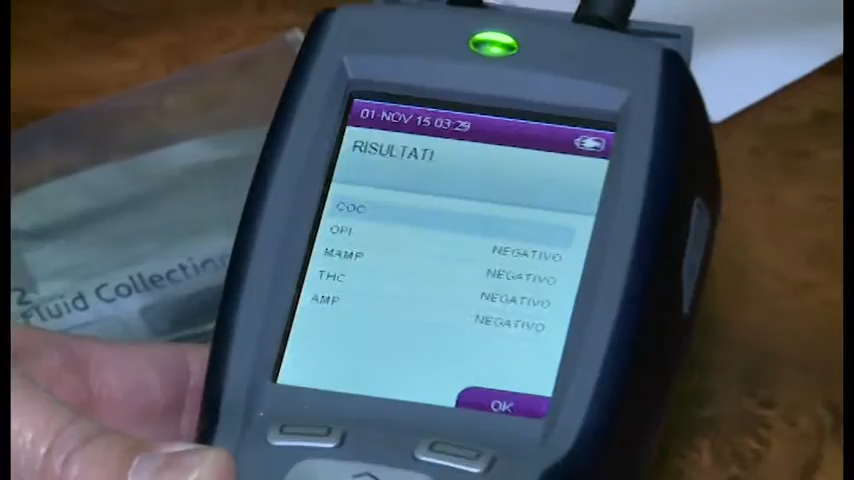 01-NOV 15 03:29
RISULTATI
COC
OPI NEGATIVO
MAMP NEGATIVO
THC NEGATIVO
AMP NEGATIVO
OK
Fluid Collection